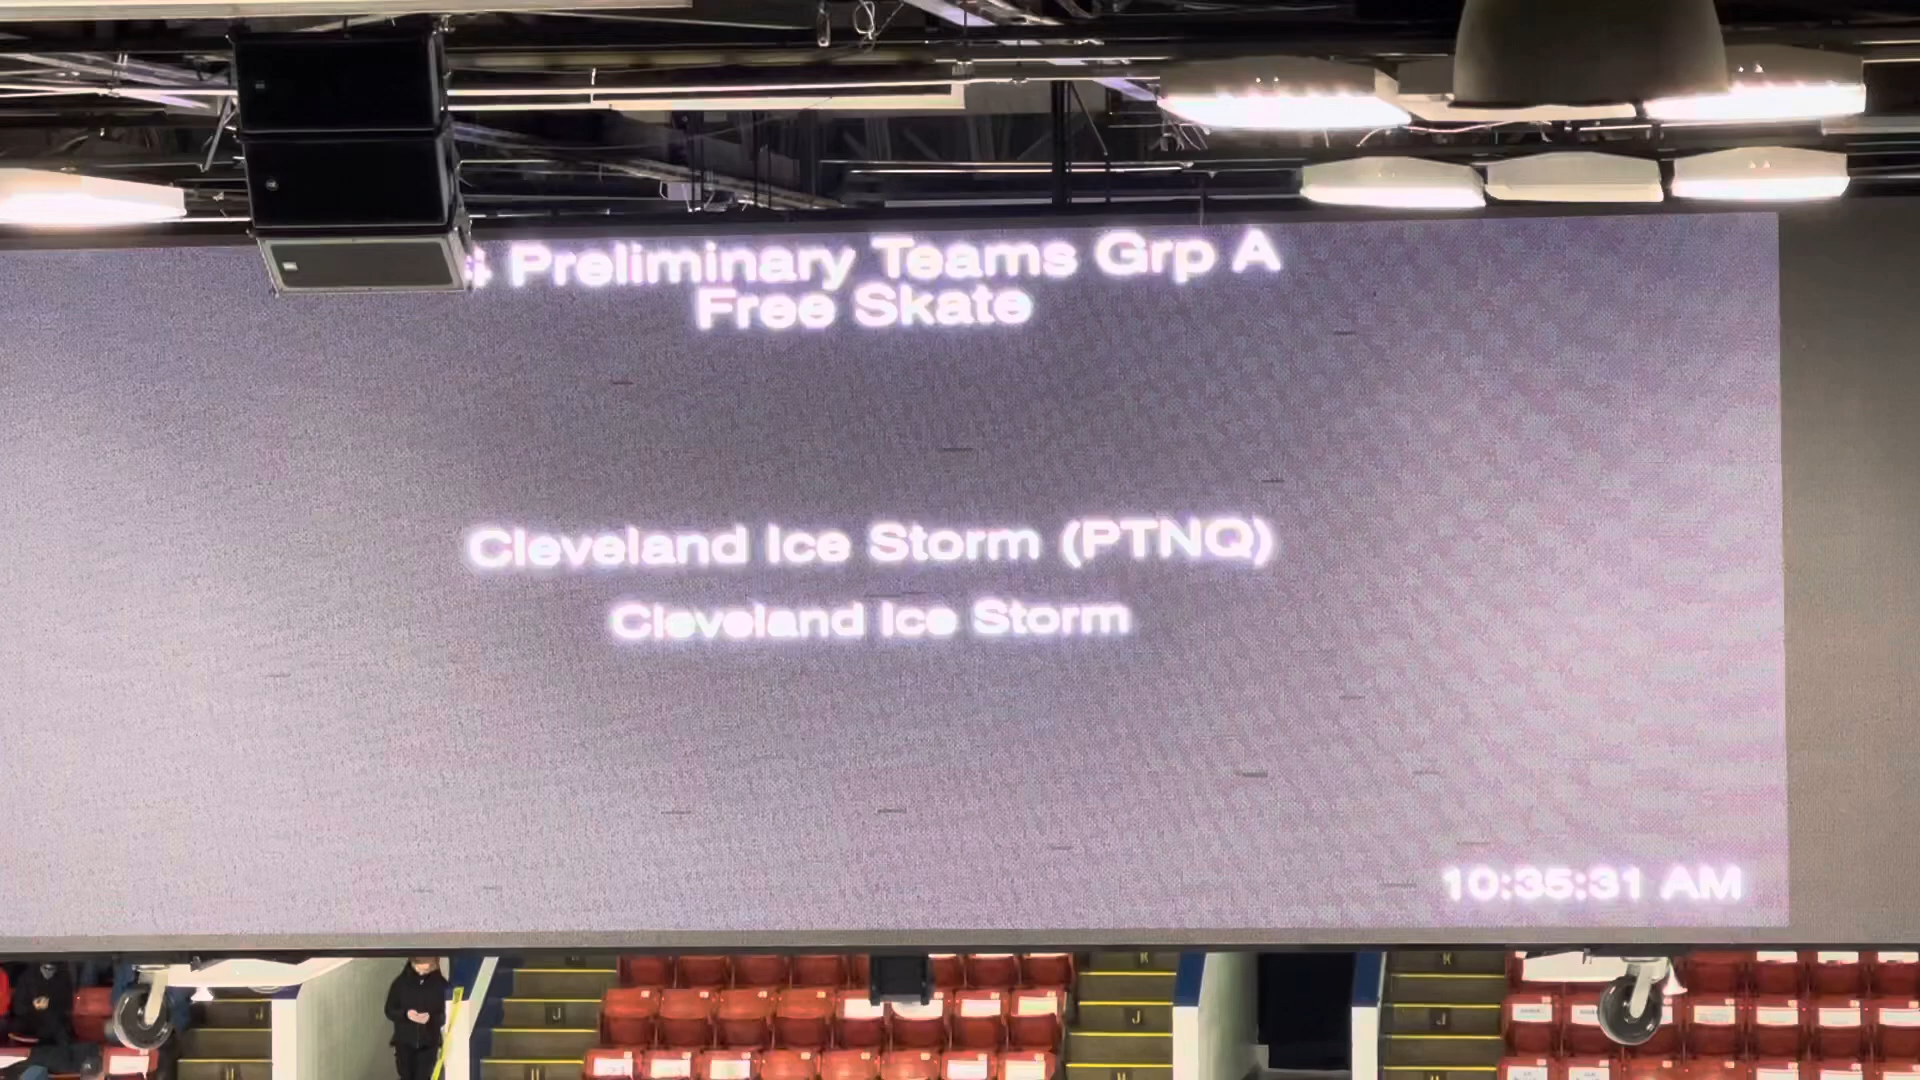 Preliminary Teams Grp A
Free Skate
Cleveland Ice Storm (PTNQ)
Cleveland Ice Storm
10:35:31 AM
K
K
J
J
J